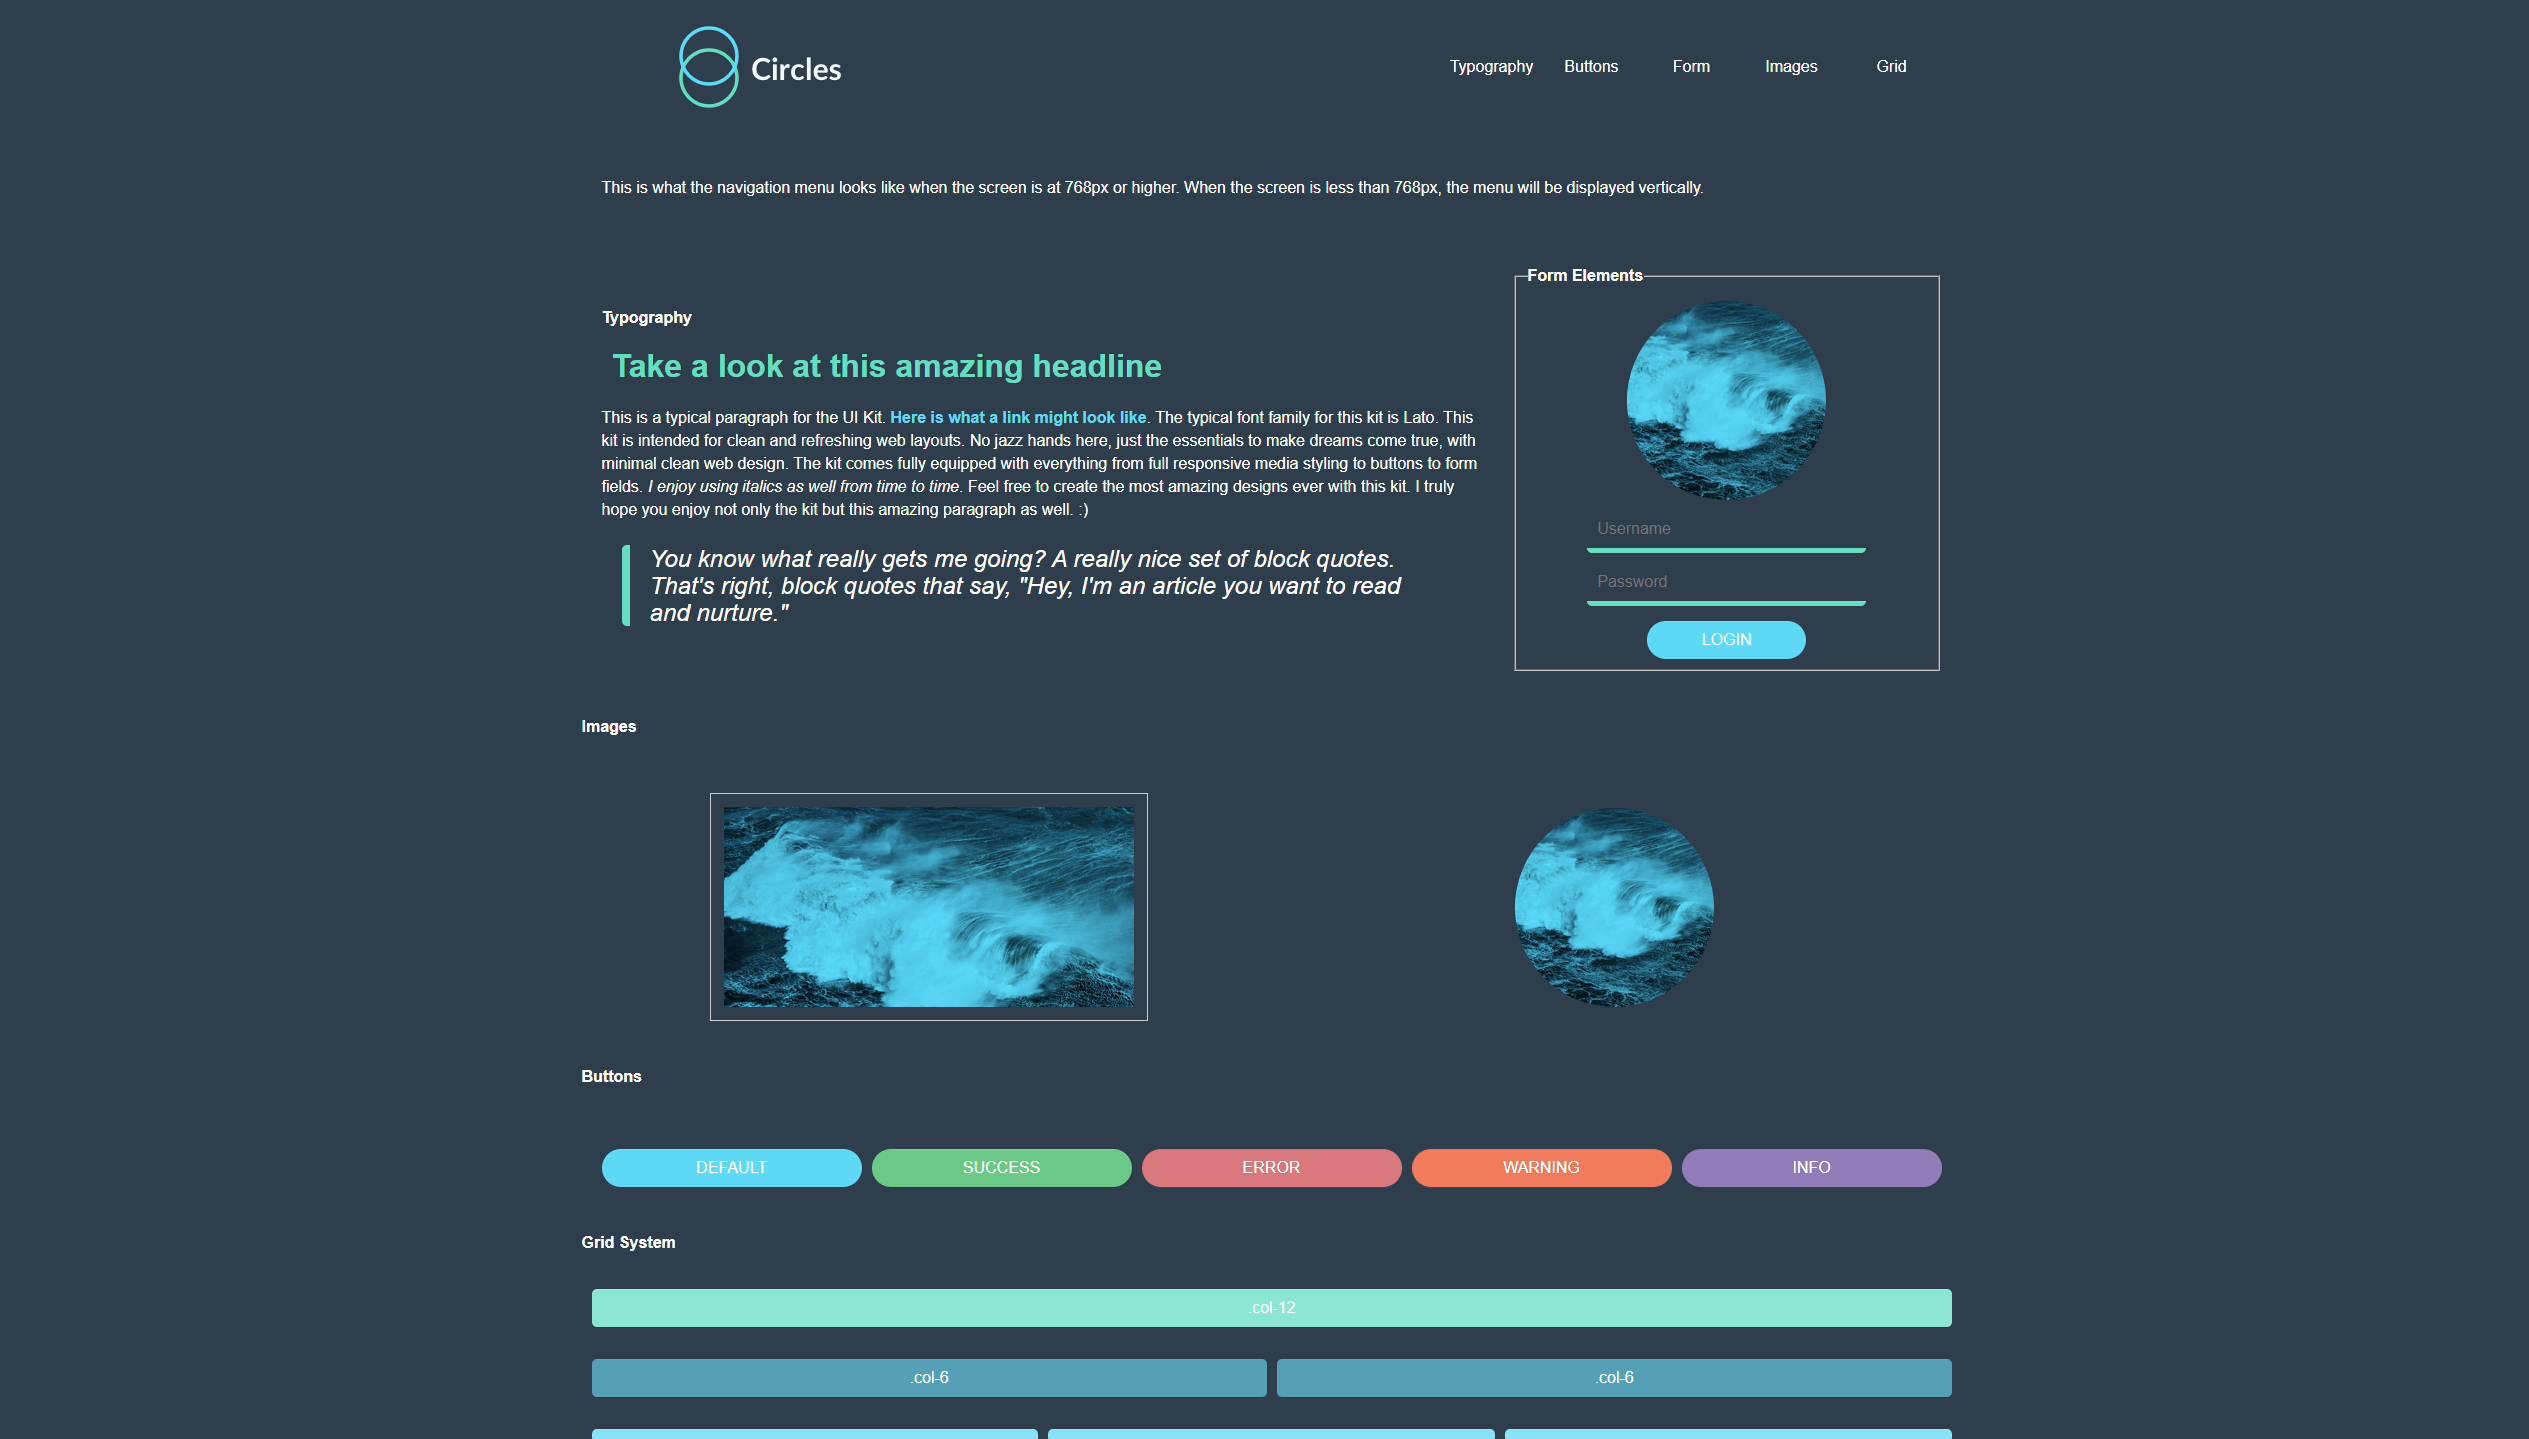 Circles
Typography
Buttons
Form
Images
Grid
This is what the navigation menu looks like when the screen is at 768px or higher. When the screen is less than 768px, the menu will be displayed vertically.
Typography
Take a look at this amazing headline
This is a typical paragraph for the UI Kit. Here is what a link might look like. The typical font family for this kit is Lato. This
kit is intended for clean and refreshing web layouts. No jazz hands here, just the essentials to make dreams come true, with
minimal clean web design. The kit comes fully equipped with everything from full responsive media styling to buttons to form
fields. I enjoy using italics as well from time to time. Feel free to create the most amazing designs ever with this kit. I truly
hope you enjoy not only the kit but this amazing paragraph as well. :)
You know what really gets me going? A really nice set of block quotes.
That's right, block quotes that say, "Hey, I'm an article you want to read
and nurture."
Form Elements
Username
Password
LOGIN
Images
Buttons
DEFAULT
SUCCESS
ERROR
WARNING
INFO
Grid System
.col-12
.col-6
.col-6